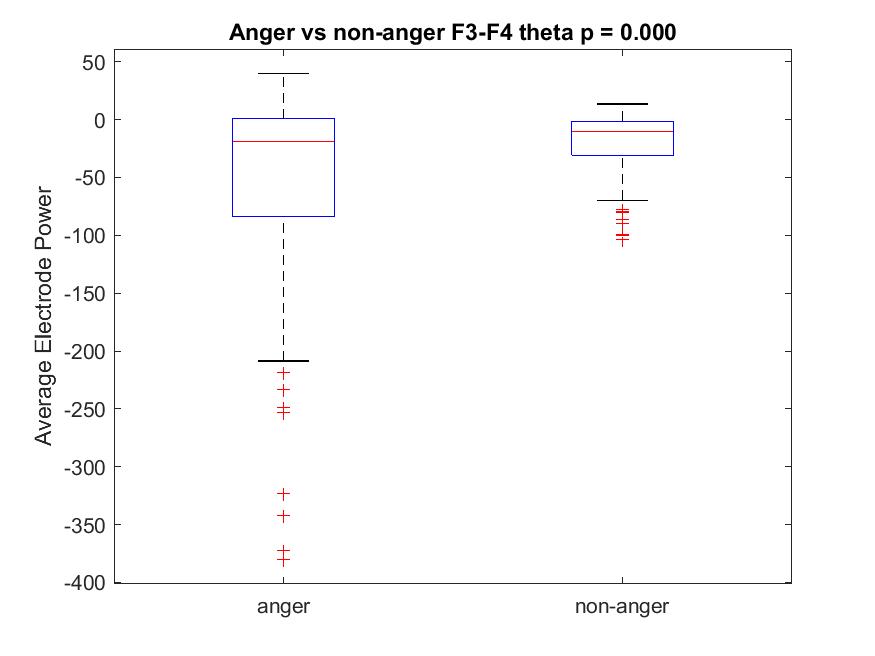 Anger vs non-anger F3-F4 theta p = 0.000
Average Electrode Power
50
0
-50
-100
-150
-200
-250
-300
-350
-400
anger
non-anger